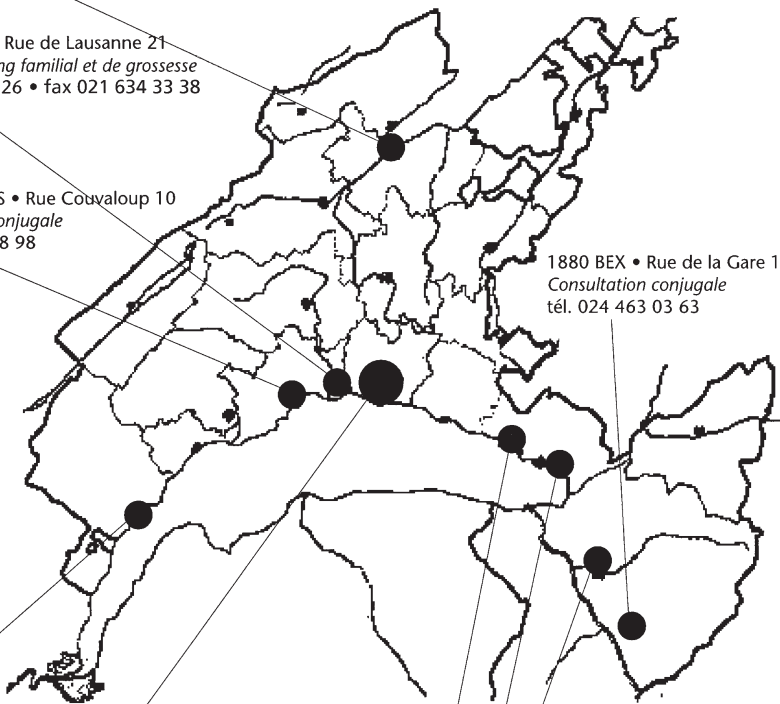 Rue de Lausanne 21
ng familial et de grossesse
26 • fax 021 634 33 38
S • Rue Couvaloup 10
onjugale
8 98
1880 BEX • Rue de la Gare 1
Consultation conjugale
tél. 024 463 03 63